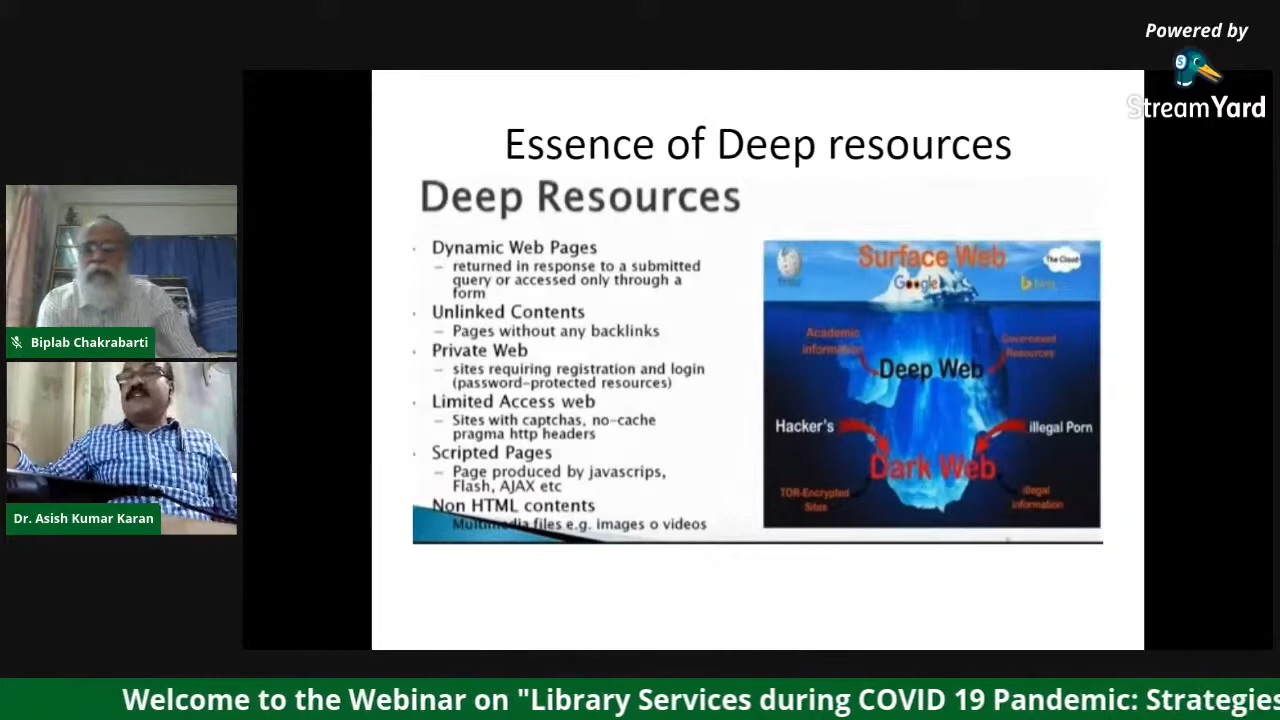 Powered by
StreamYard
Essence of Deep resources
Deep Resources
Dynamic Web Pages
– returned in response to a submitted
query or accessed only through a
form
Unlinked Contents
– Pages without any backlinks
Private Web
– sites requiring registration and login
(password-protected resources)
Limited Access web
– Sites with captchas, no-cache
pragma http headers
Scripted Pages
– Page produced by javascrips,
Flash, AJAX etc
Non HTML contents
Multimedia files e.g. images o videos
Surface Web
The Cloud
Google
bing
Academic
information
Government
Resources
Deep Web
Hacker's
illegal Porn
Dark Web
TOR-Encrypted
Sites
illegal
information
Biplab Chakrabarti
Dr. Asish Kumar Karan
Welcome to the Webinar on "Library Services during COVID 19 Pandemic: Strategies